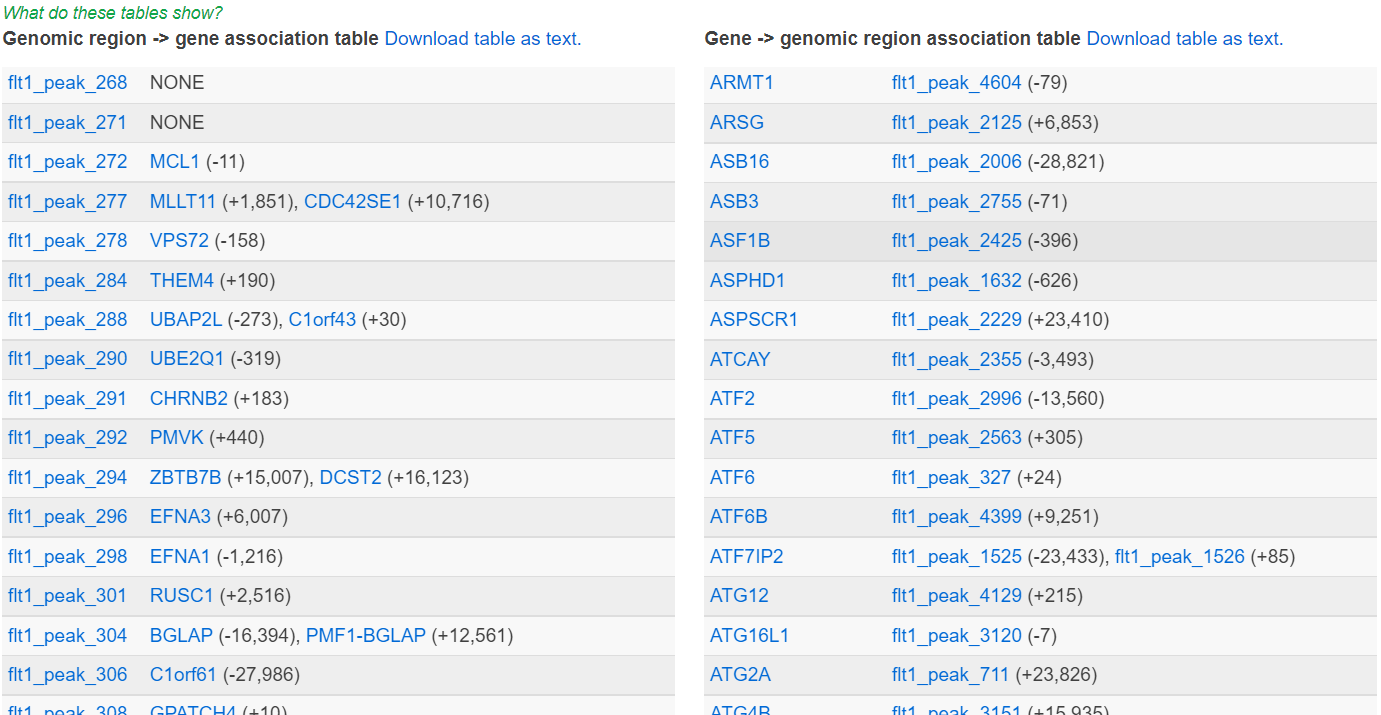 What do these tables show?
Genomic region -> gene association table Download table as text.
flt1_peak_268 NONE
flt1_peak_271 NONE
flt1_peak_272 MCL1 (-11)
flt1_peak_277 MLLT11 (+1,851), CDC42SE1 (+10,716)
flt1_peak_278 VPS72 (-158)
flt1_peak_284 THEM4 (+190)
flt1_peak_288 UBAP2L (-273), C1orf43 (+30)
flt1_peak_290 UBE2Q1 (-319)
flt1_peak_291 CHRNB2 (+183)
flt1_peak_292 PMVK (+440)
flt1_peak_294 ZBTB7B (+15,007), DCST2 (+16,123)
flt1_peak_296 EFNA3 (+6,007)
flt1_peak_298 EFNA1 (-1,216)
flt1_peak_301 RUSC1 (+2,516)
flt1_peak_304 BGLAP (-16,394), PMF1-BGLAP (+12,561)
flt1_peak_306 C1orf61 (-27,986)
flt1_peak_308 GPATCH4 (+10)
Gene -> genomic region association table Download table as text.
ARMT1 flt1_peak_4604 (-79)
ARSG flt1_peak_2125 (+6,853)
ASB16 flt1_peak_2006 (-28,821)
ASB3 flt1_peak_2755 (-71)
ASF1B flt1_peak_2425 (-396)
ASPHD1 flt1_peak_1632 (-626)
ASPSCR1 flt1_peak_2229 (+23,410)
ATCAY flt1_peak_2355 (-3,493)
ATF2 flt1_peak_2996 (-13,560)
ATF5 flt1_peak_2563 (+305)
ATF6 flt1_peak_327 (+24)
ATF6B flt1_peak_4399 (+9,251)
ATF7IP2 flt1_peak_1525 (-23,433), flt1_peak_1526 (+85)
ATG12 flt1_peak_4129 (+215)
ATG16L1 flt1_peak_3120 (-7)
ATG2A flt1_peak_711 (+23,826)
ATG4B flt1_peak_3151 (+15,935)